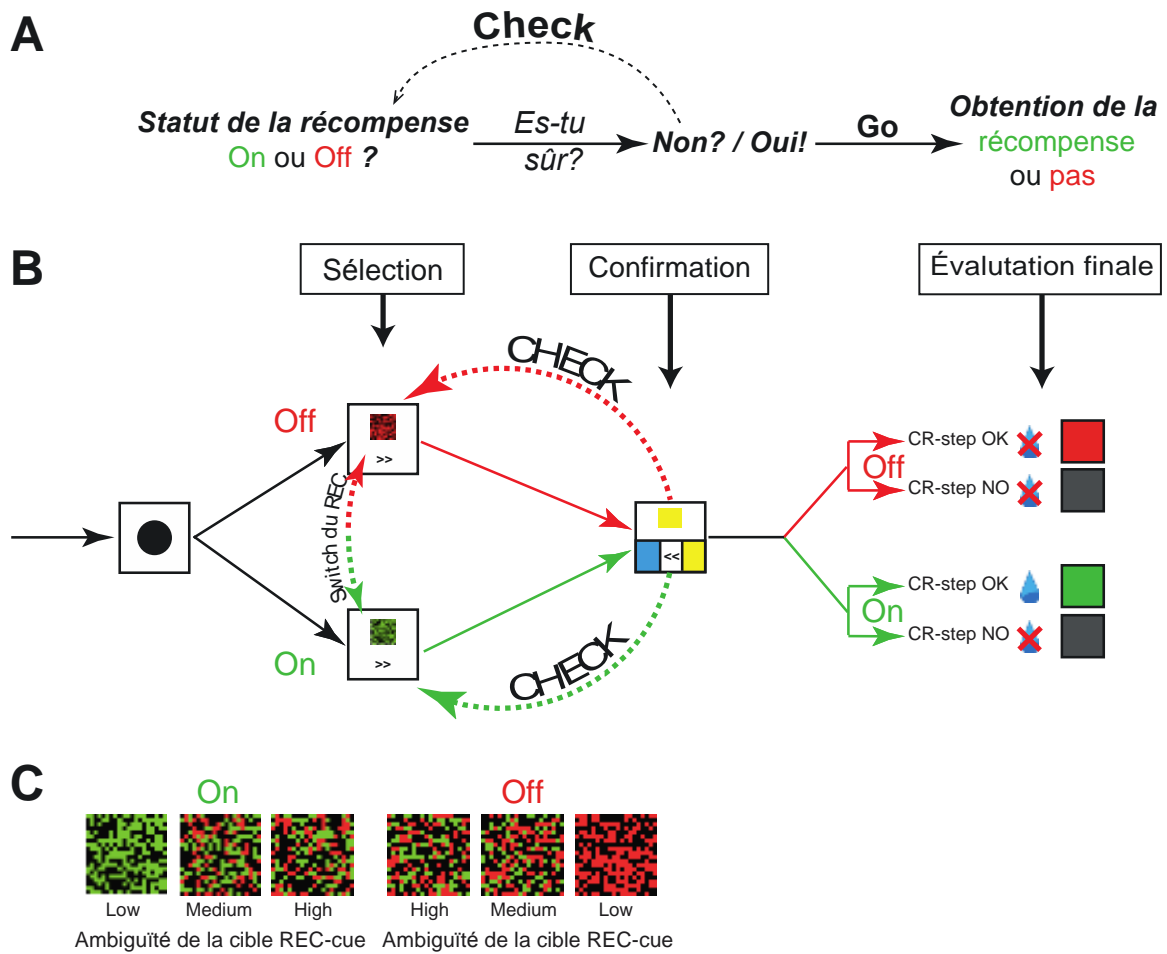 A
Check
Statut de la récompense
On ou Off ?
Es-tu
sûr?
Non? / Oui!
Go
Obtention de la
récompense
ou pas
B
Sélection
Confirmation
Évalutation finale
CHECK
Off
>>
Switch du REC
On
>>
<<
CHECK
Off
CR-step OK
CR-step NO
On
CR-step OK
CR-step NO
C
On
Off
Low
Medium
High
High
Medium
Low
Ambiguïté de la cible REC-cue
Ambiguïté de la cible REC-cue